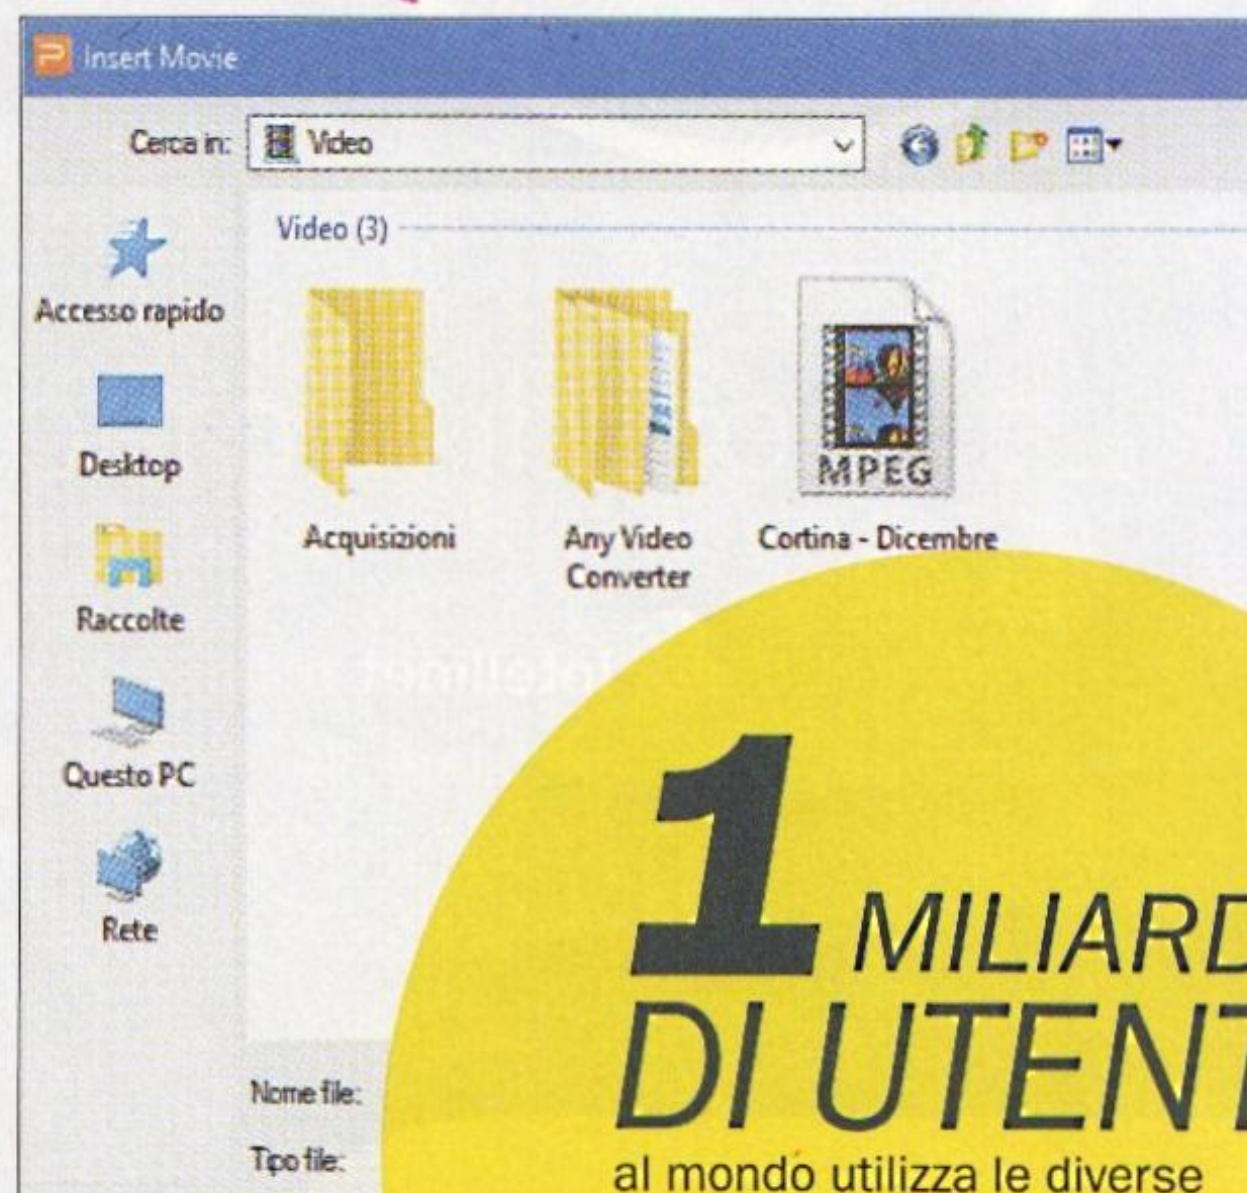 Insert Movie
Cerca in: Video
Video (3)
Accesso rapido
Desktop
Raccolte
Questo PC
Rete
Acquisizioni
Any Video
Converter
Cortina - Dicembre
MPEG
Nome file:
Tipo file:
1 MILIARD
DI UTENT
al mondo utilizza le diverse